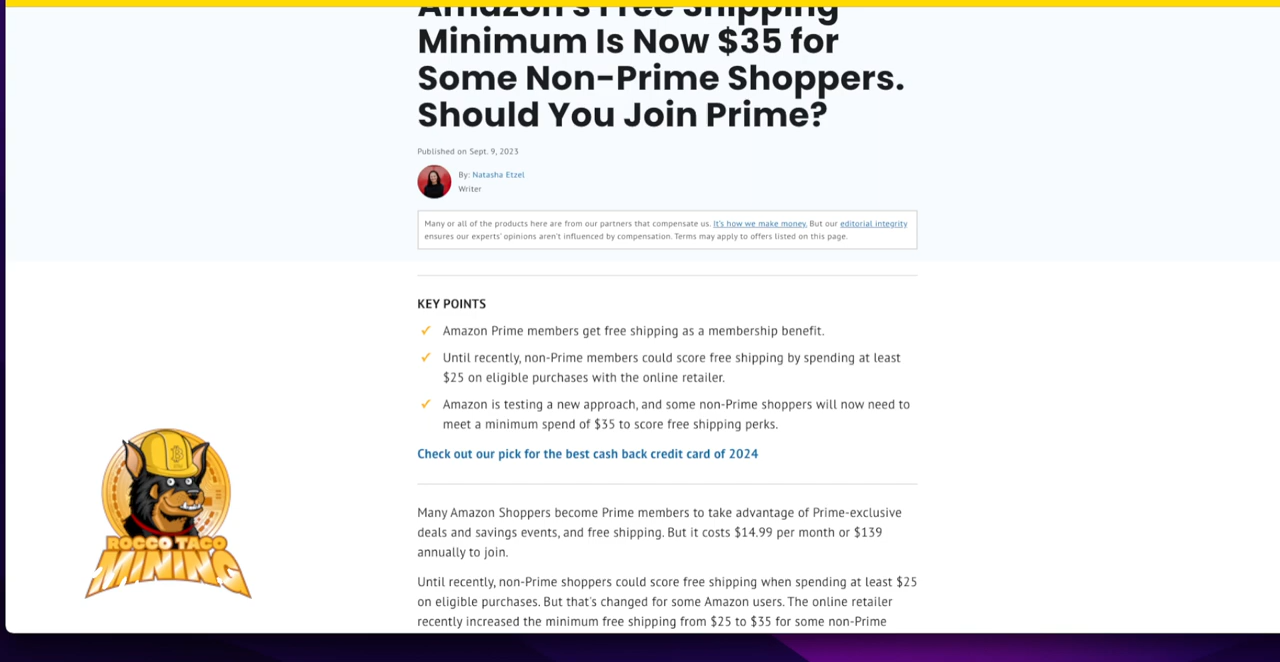 Amazon's Free Shipping
Minimum Is Now $35 for
Some Non-Prime Shoppers.
Should You Join Prime?
Published on Sept. 9, 2023
By: Natasha Etzel
Writer
Many or all of the products here are from our partners that compensate us. It's how we make money. But our editorial integrity
ensures our experts' opinions aren't influenced by compensation. Terms may apply to offers listed on this page.
KEY POINTS
Amazon Prime members get free shipping as a membership benefit.
Until recently, non-Prime members could score free shipping by spending at least
$25 on eligible purchases with the online retailer.
Amazon is testing a new approach, and some non-Prime shoppers will now need to
meet a minimum spend of $35 to score free shipping perks.
Check out our pick for the best cash back credit card of 2024
Many Amazon Shoppers become Prime members to take advantage of Prime-exclusive
deals and savings events, and free shipping. But it costs $14.99 per month or $139
annually to join.
Until recently, non-Prime shoppers could score free shipping when spending at least $25
on eligible purchases. But that's changed for some Amazon users. The online retailer
recently increased the minimum free shipping from $25 to $35 for some non-Prime
ROCCO TACO
MINING